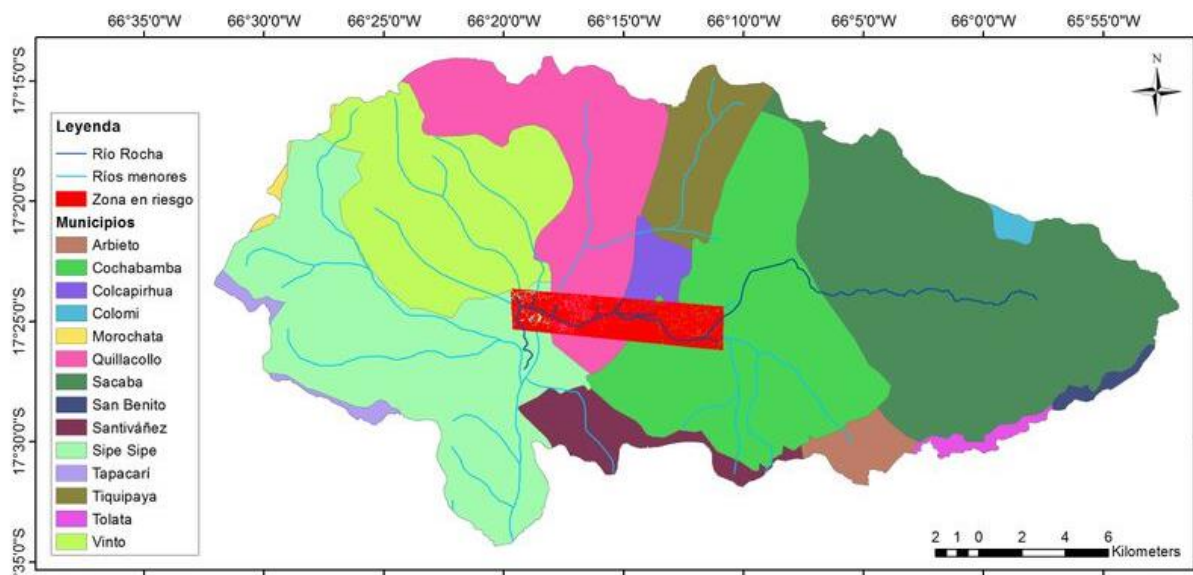 66°35'0"W 66°30'0"W 66°25'0"W 66°20'0"W 66°15'0"W 66°10'0"W 66°5'0"W 66°0'0"W 65°55'0"W
N
17°15'0"S
17°20'0"S
17°25'0"S
17°30'0"S
°35'0"S
Leyenda
Río Rocha
Ríos menores
Zona en riesgo
Municipios
Arbieto
Cochabamba
Colcapirhua
Colomi
Morochata
Quillacollo
Sacaba
San Benito
Santiváñez
Sipe Sipe
Tapacarí
Tiquipaya
Tolata
Vinto
2 1 0 2 4 6
Kilometers